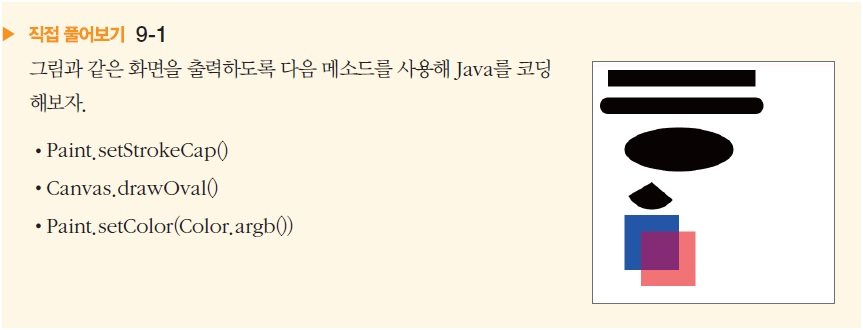 ▶ 직접 풀어보기 9-1
그림과 같은 화면을 출력하도록 다음 메소드를 사용해 Java를 코딩
해보자.
• Paint.setStrokeCap()
• Canvas.drawOval()
• Paint.setColor(Color.argb())